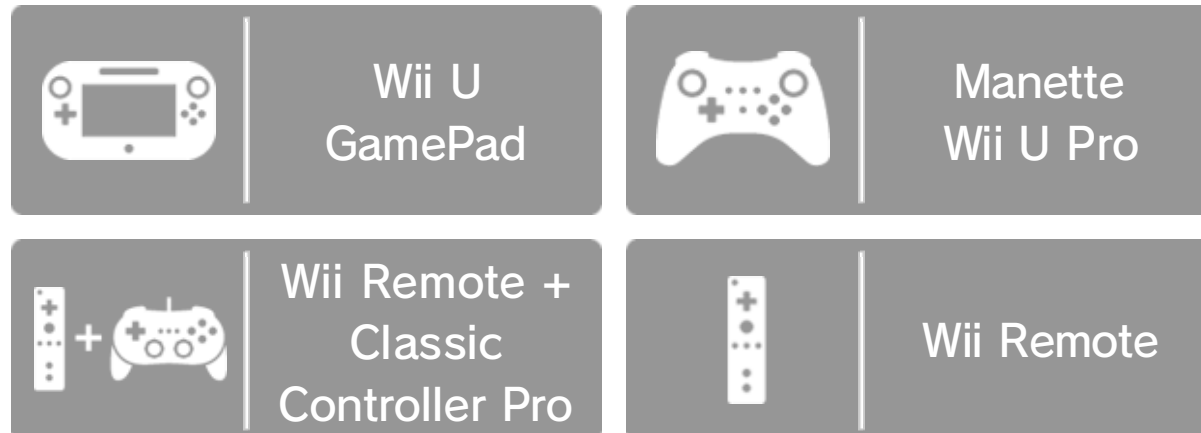 Wii U
GamePad
Manette
Wii U Pro
Wii Remote +
Classic
Controller Pro
Wii Remote